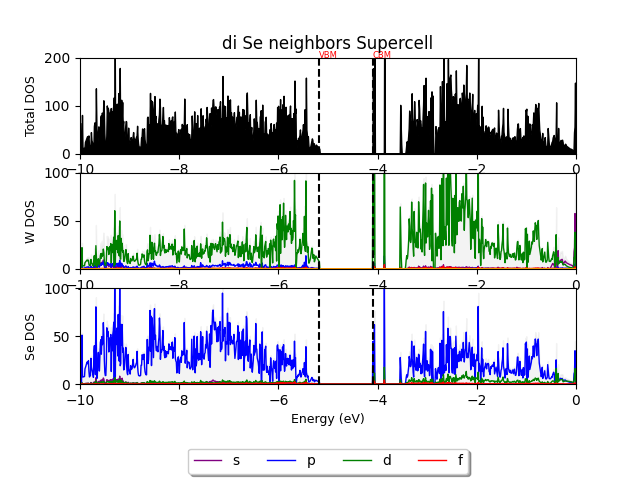 di Se neighbors Supercell
VBM CBM
Total DOS
200
100
0
−10 −8 −6 −4 −2 0
W DOS
100
50
0
−10 −8 −6 −4 −2 0
Se DOS
100
50
0
−10 −8 −6 −4 −2 0
Energy (eV)
s p d f